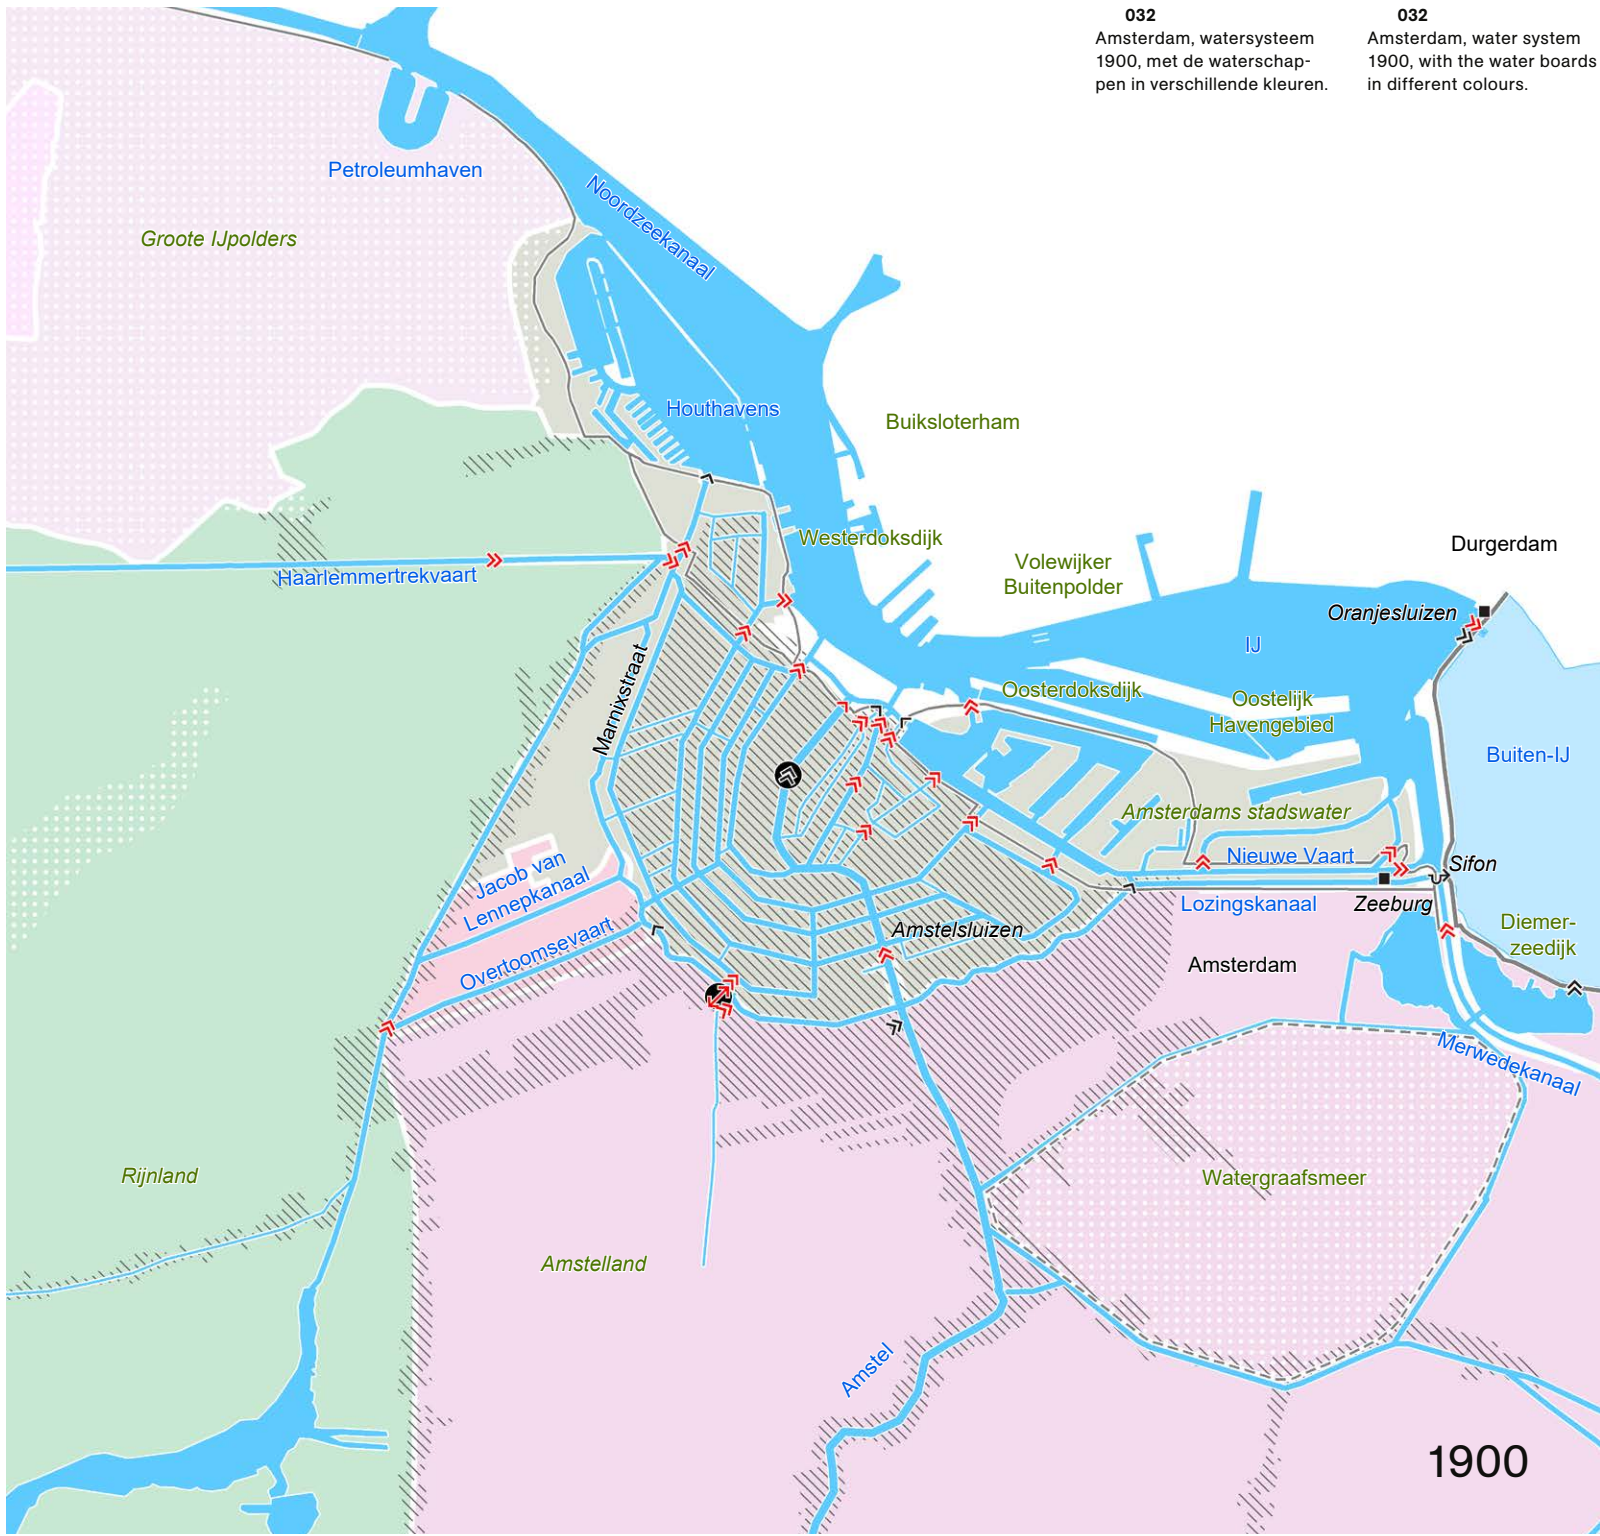 032
Amsterdam, watersysteem
1900, met de waterschap-
pen in verschillende kleuren.
032
Amsterdam, water system
1900, with the water boards
in different colours.
Petroleumhaven
Noordzeekanaal
Groote IJpolders
Houthavens
Buiksloterham
Westerdoksdijk
Volewijker
Buitenpolder
Durgerdam
Haarlemmertrekvaart
Oranjesluizen
IJ
Marnixstraat
Oosterdoksdijk
Oostelijk
Havengebied
Buiten-IJ
Amsterdams stadswater
Jacob van
Lennepkanaal
Nieuwe Vaart
Sifon
Lozingskanaal
Zeeburg
Overtoomsevaart
Amstelsluizen
Diemer-
zeedijk
Amsterdam
Merwedekanaal
Rijnland
Watergraafsmeer
Amstelland
Amstel
1900